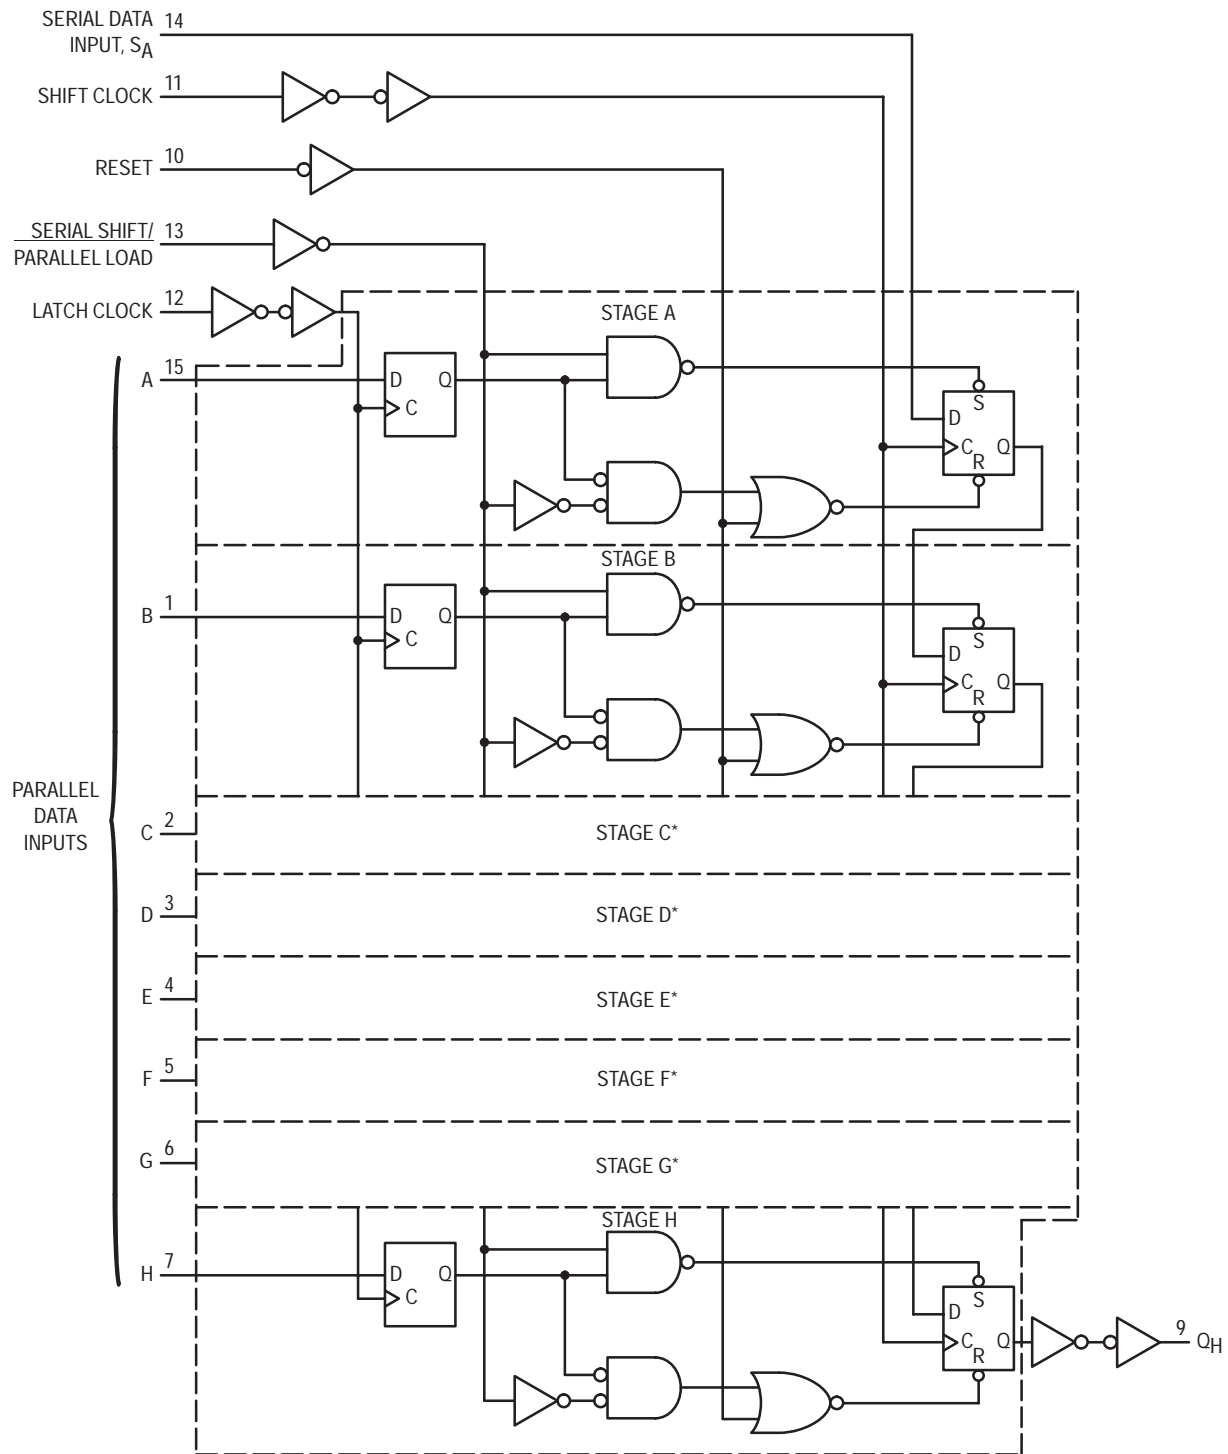 SERIAL DATA 14
INPUT, SA
11
SHIFT CLOCK
10
RESET
SERIAL SHIFT/ 13
PARALLEL LOAD
12
LATCH CLOCK
STAGE A
A 15
D Q
C
S
D
C Q
R
STAGE B
B 1
D Q
C
S
D
C Q
R
PARALLEL
DATA
INPUTS
C 2
STAGE C*
D 3
STAGE D*
E 4
STAGE E*
F 5
STAGE F*
G 6
STAGE G*
STAGE H
H 7
D Q
C
S
D
C Q
R
9 QH